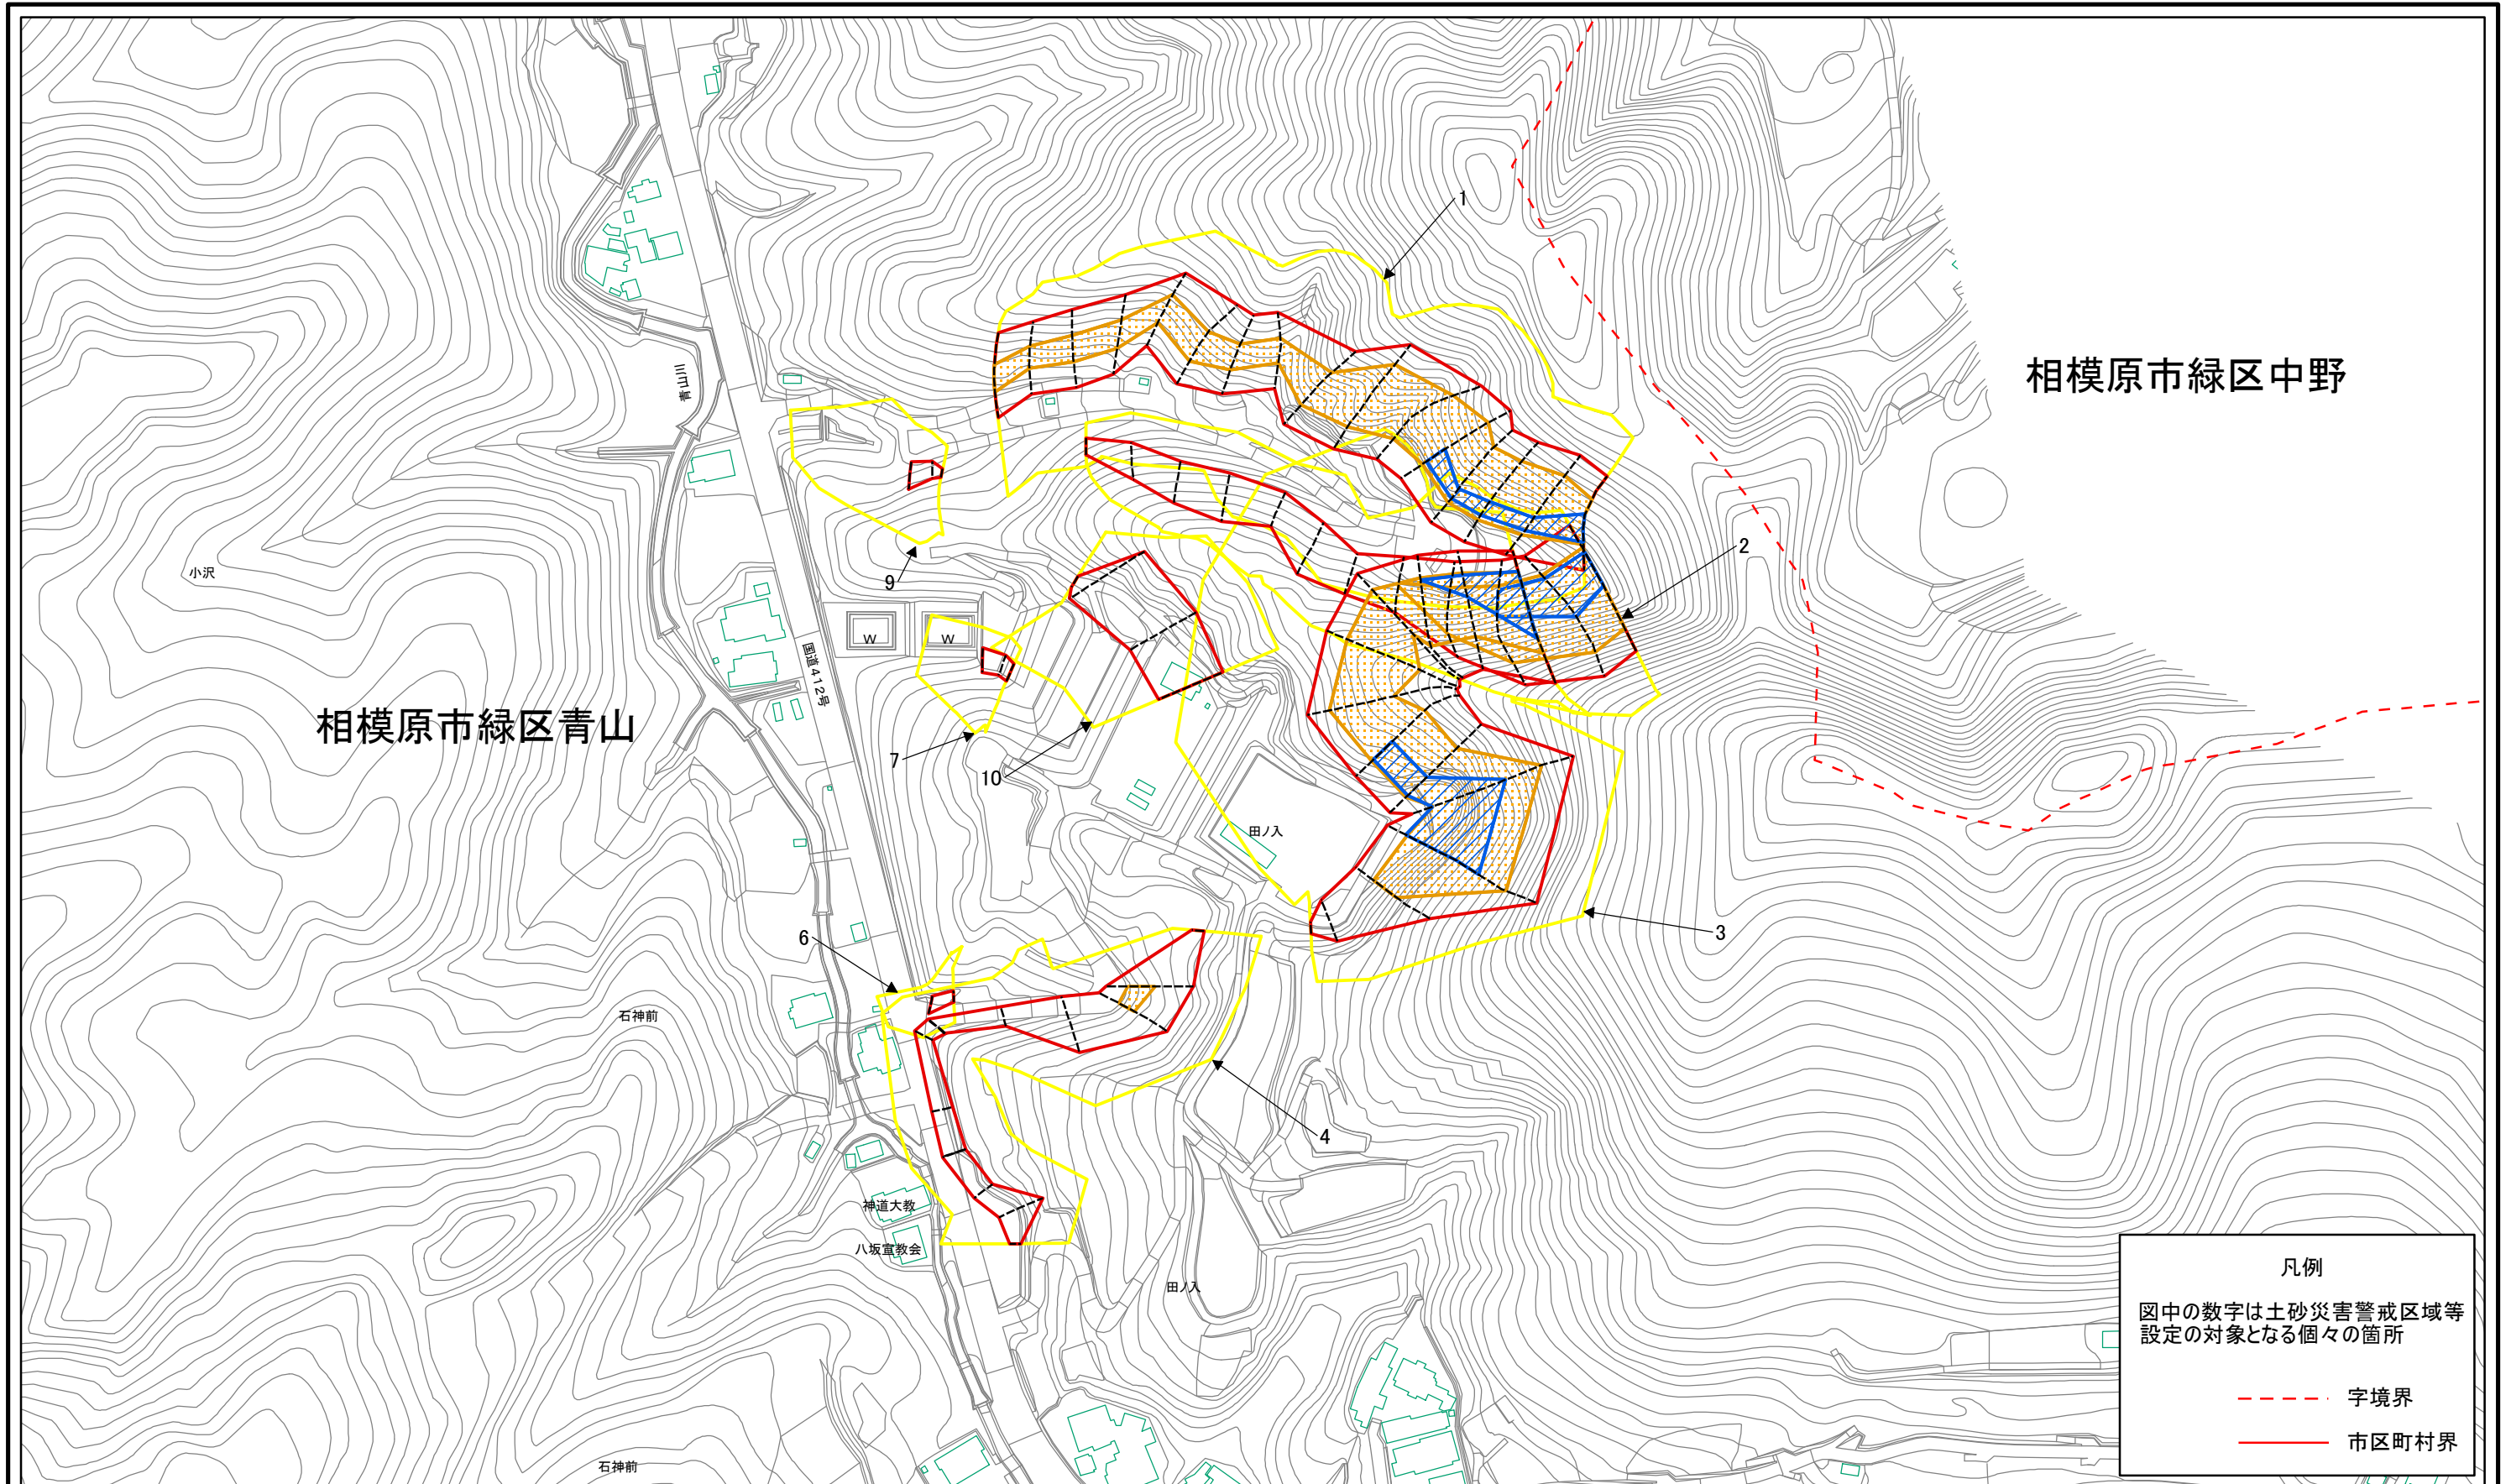 1
相模原市緑区中野
青山川
2
小沢
9
W
W
国道412号
相模原市緑区青山
7
10
田ノ入
3
6
石神前
4
神道大教
八坂宣教会
田ノ入
石神前
凡例
図中の数字は土砂災害警戒区域等
設定の対象となる個々の箇所
字境界
市区町村界